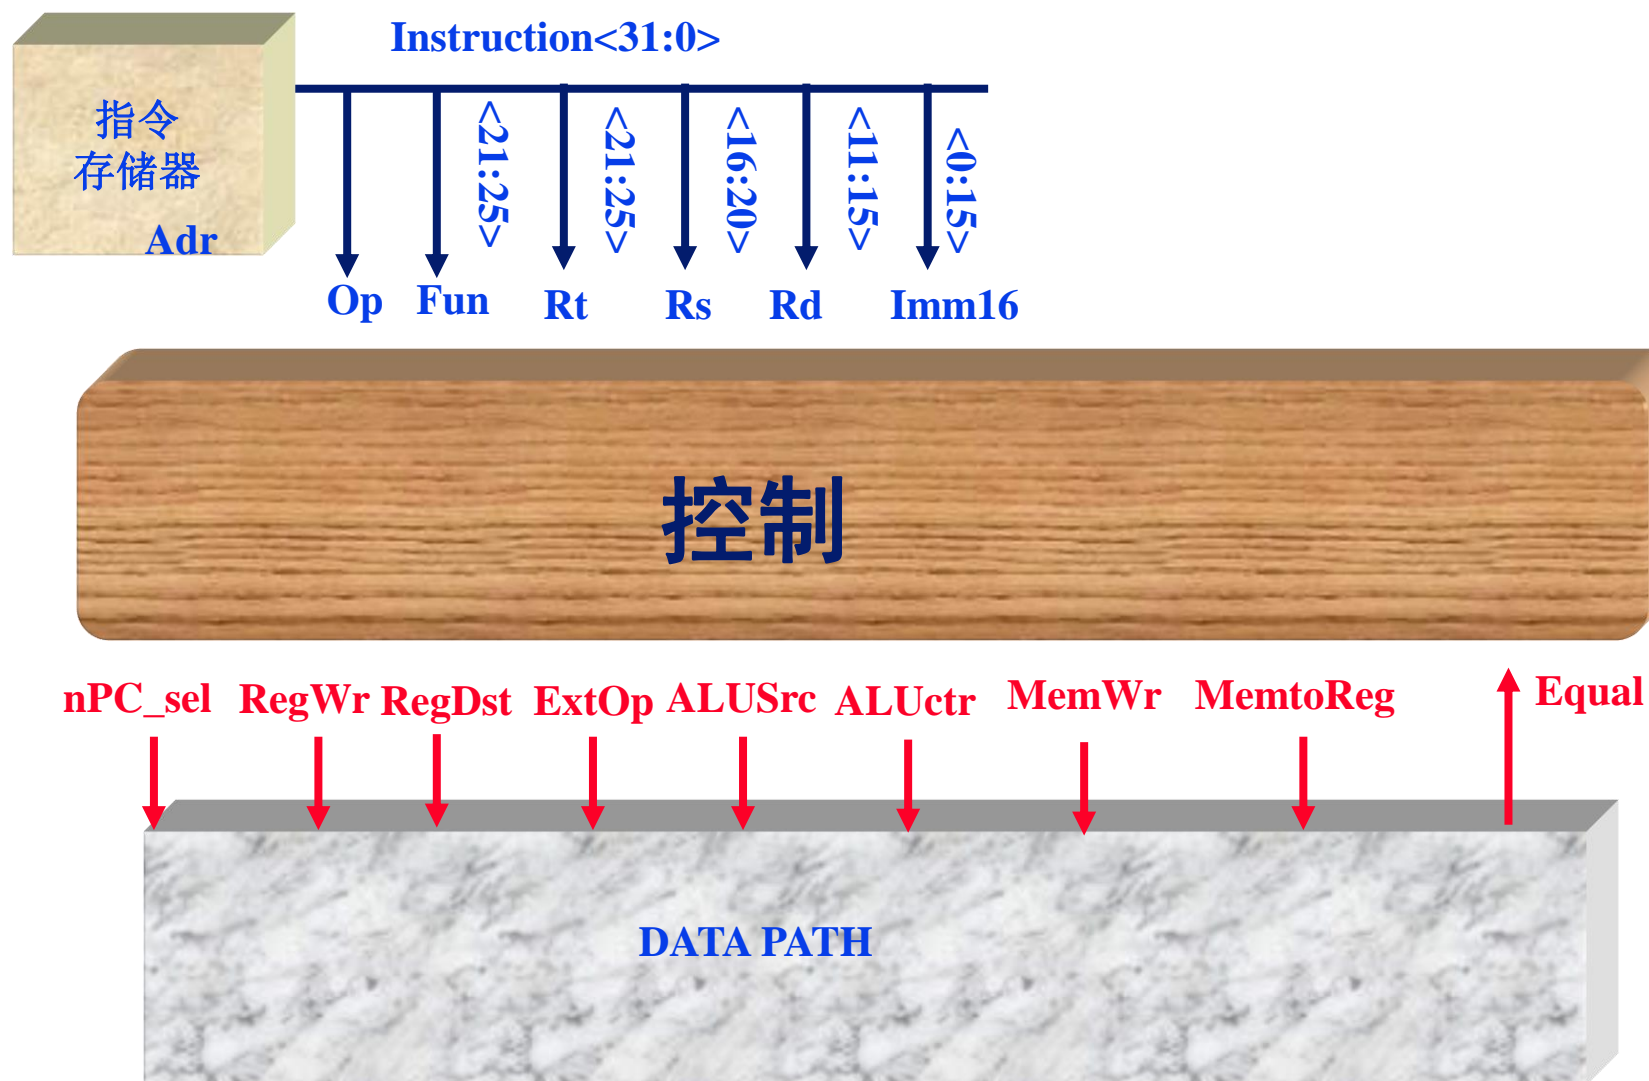 Instruction<31:0>
指令
存储器
Adr
<21:25>
<21:25>
<16:20>
<11:15>
<0:15>
Op
Fun
Rt
Rs
Rd
Imm16
控制
nPC_sel
RegWr
RegDst
ExtOp
ALUSrc
ALUctr
MemWr
MemtoReg
Equal
DATA PATH